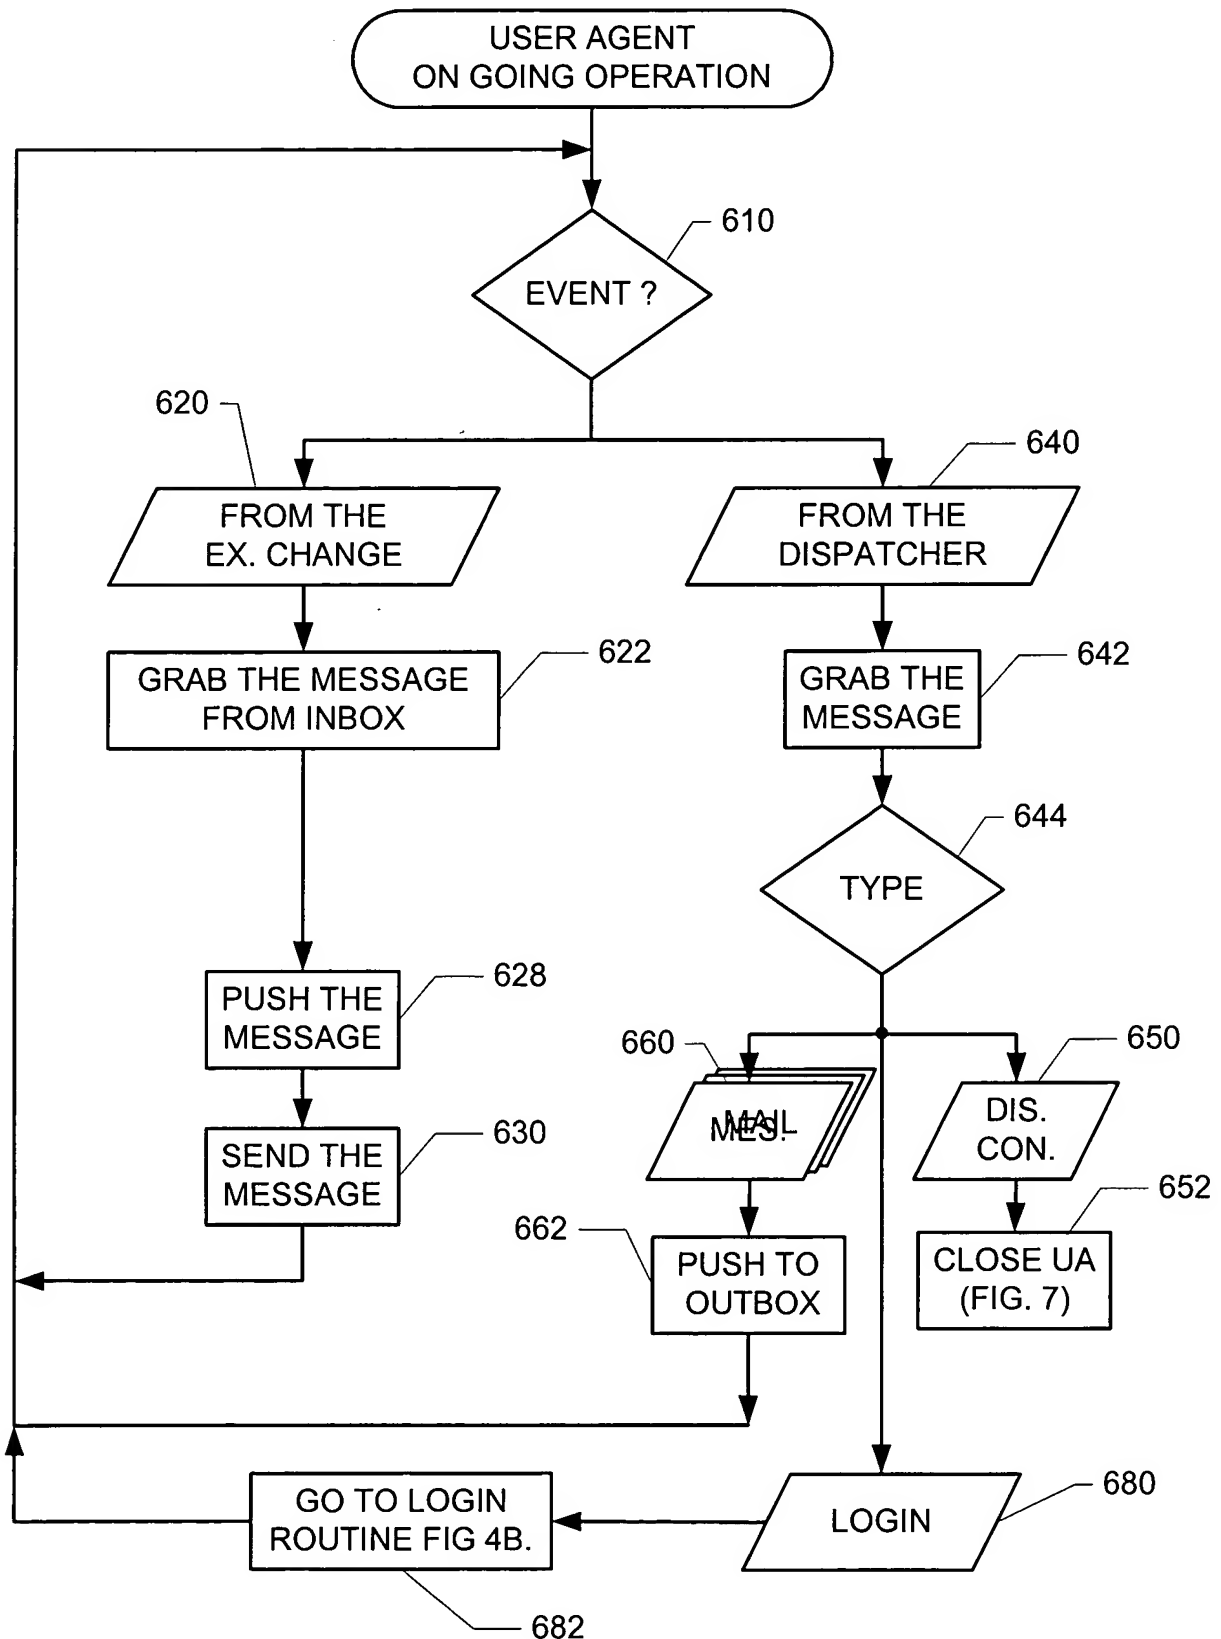 USER AGENT
ON GOING OPERATION
610
EVENT ?
620
640
FROM THE
EX. CHANGE
FROM THE
DISPATCHER
622
GRAB THE MESSAGE
FROM INBOX
642
GRAB THE
MESSAGE
644
TYPE
628
PUSH THE
MESSAGE
660
MAIL
MES.
650
DIS.
CON.
630
SEND THE
MESSAGE
652
662
PUSH TO
OUTBOX
CLOSE UA
(FIG. 7)
680
LOGIN
GO TO LOGIN
ROUTINE FIG 4B.
682